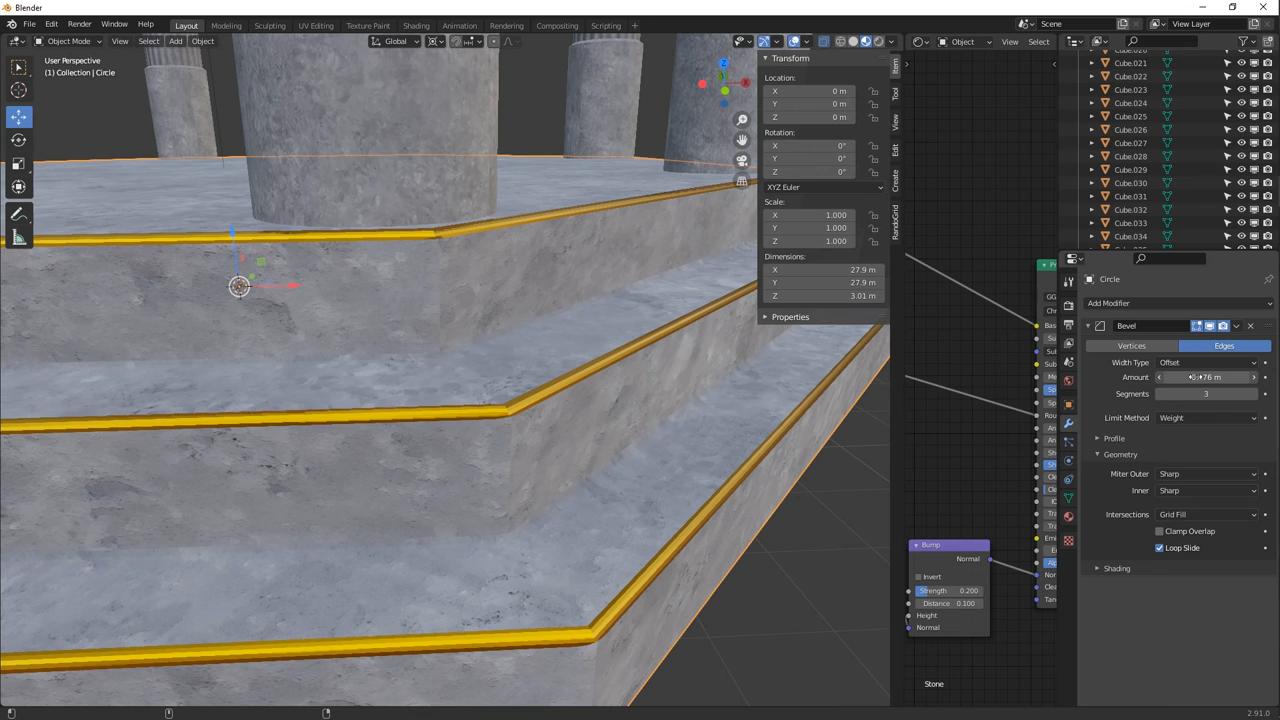 Blender
File Edit Render Window Help Layout Modeling Sculpting UV Editing Texture Paint Shading Animation Rendering Compositing Scripting Scene View Layer
Object Mode View Select Add Object Global Object View Select
User Perspective
(1) Collection | Circle
Transform
Location:
X 0 m
Y 0 m
Z 0 m
Rotation:
X 0°
Y 0°
Z 0°
XYZ Euler
Scale:
X 1.000
Y 1.000
Z 1.000
Dimensions:
X 27.9 m
Y 27.9 m
Z 3.01 m
Properties
Item
Tool
View
Edit
Create
RandoGrid
Cube.021
Cube.022
Cube.023
Cube.024
Cube.025
Cube.026
Cube.027
Cube.028
Cube.029
Cube.030
Cube.031
Cube.032
Cube.033
Cube.034
Circle
Add Modifier
Bevel
Vertices Edges
Width Type Offset
Amount
Segments 3
Limit Method Weight
Profile
Geometry
Miter Outer Sharp
Inner Sharp
Intersections Grid Fill
Clamp Overlap
Loop Slide
Shading
Bump
Normal
Invert
Strength 0.200
Distance 0.100
Height
Normal
Stone
2.91.0